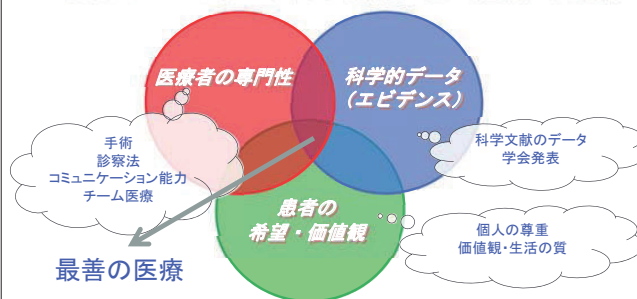 医療者の専門性
科学的データ
(エビデンス)
手術
診察法
コミュニケーション能力
チーム医療
科学文献のデータ
学会発表
患者の
希望・価値観
個人の尊重
価値観・生活の質
最善の医療